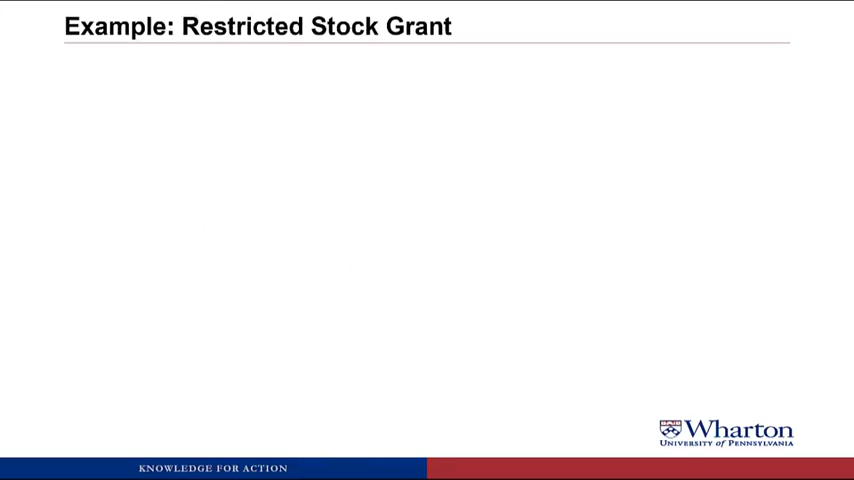 Example: Restricted Stock Grant
Wharton
UNIVERSITY OF PENNSYLVANIA
KNOWLEDGE FOR ACTION